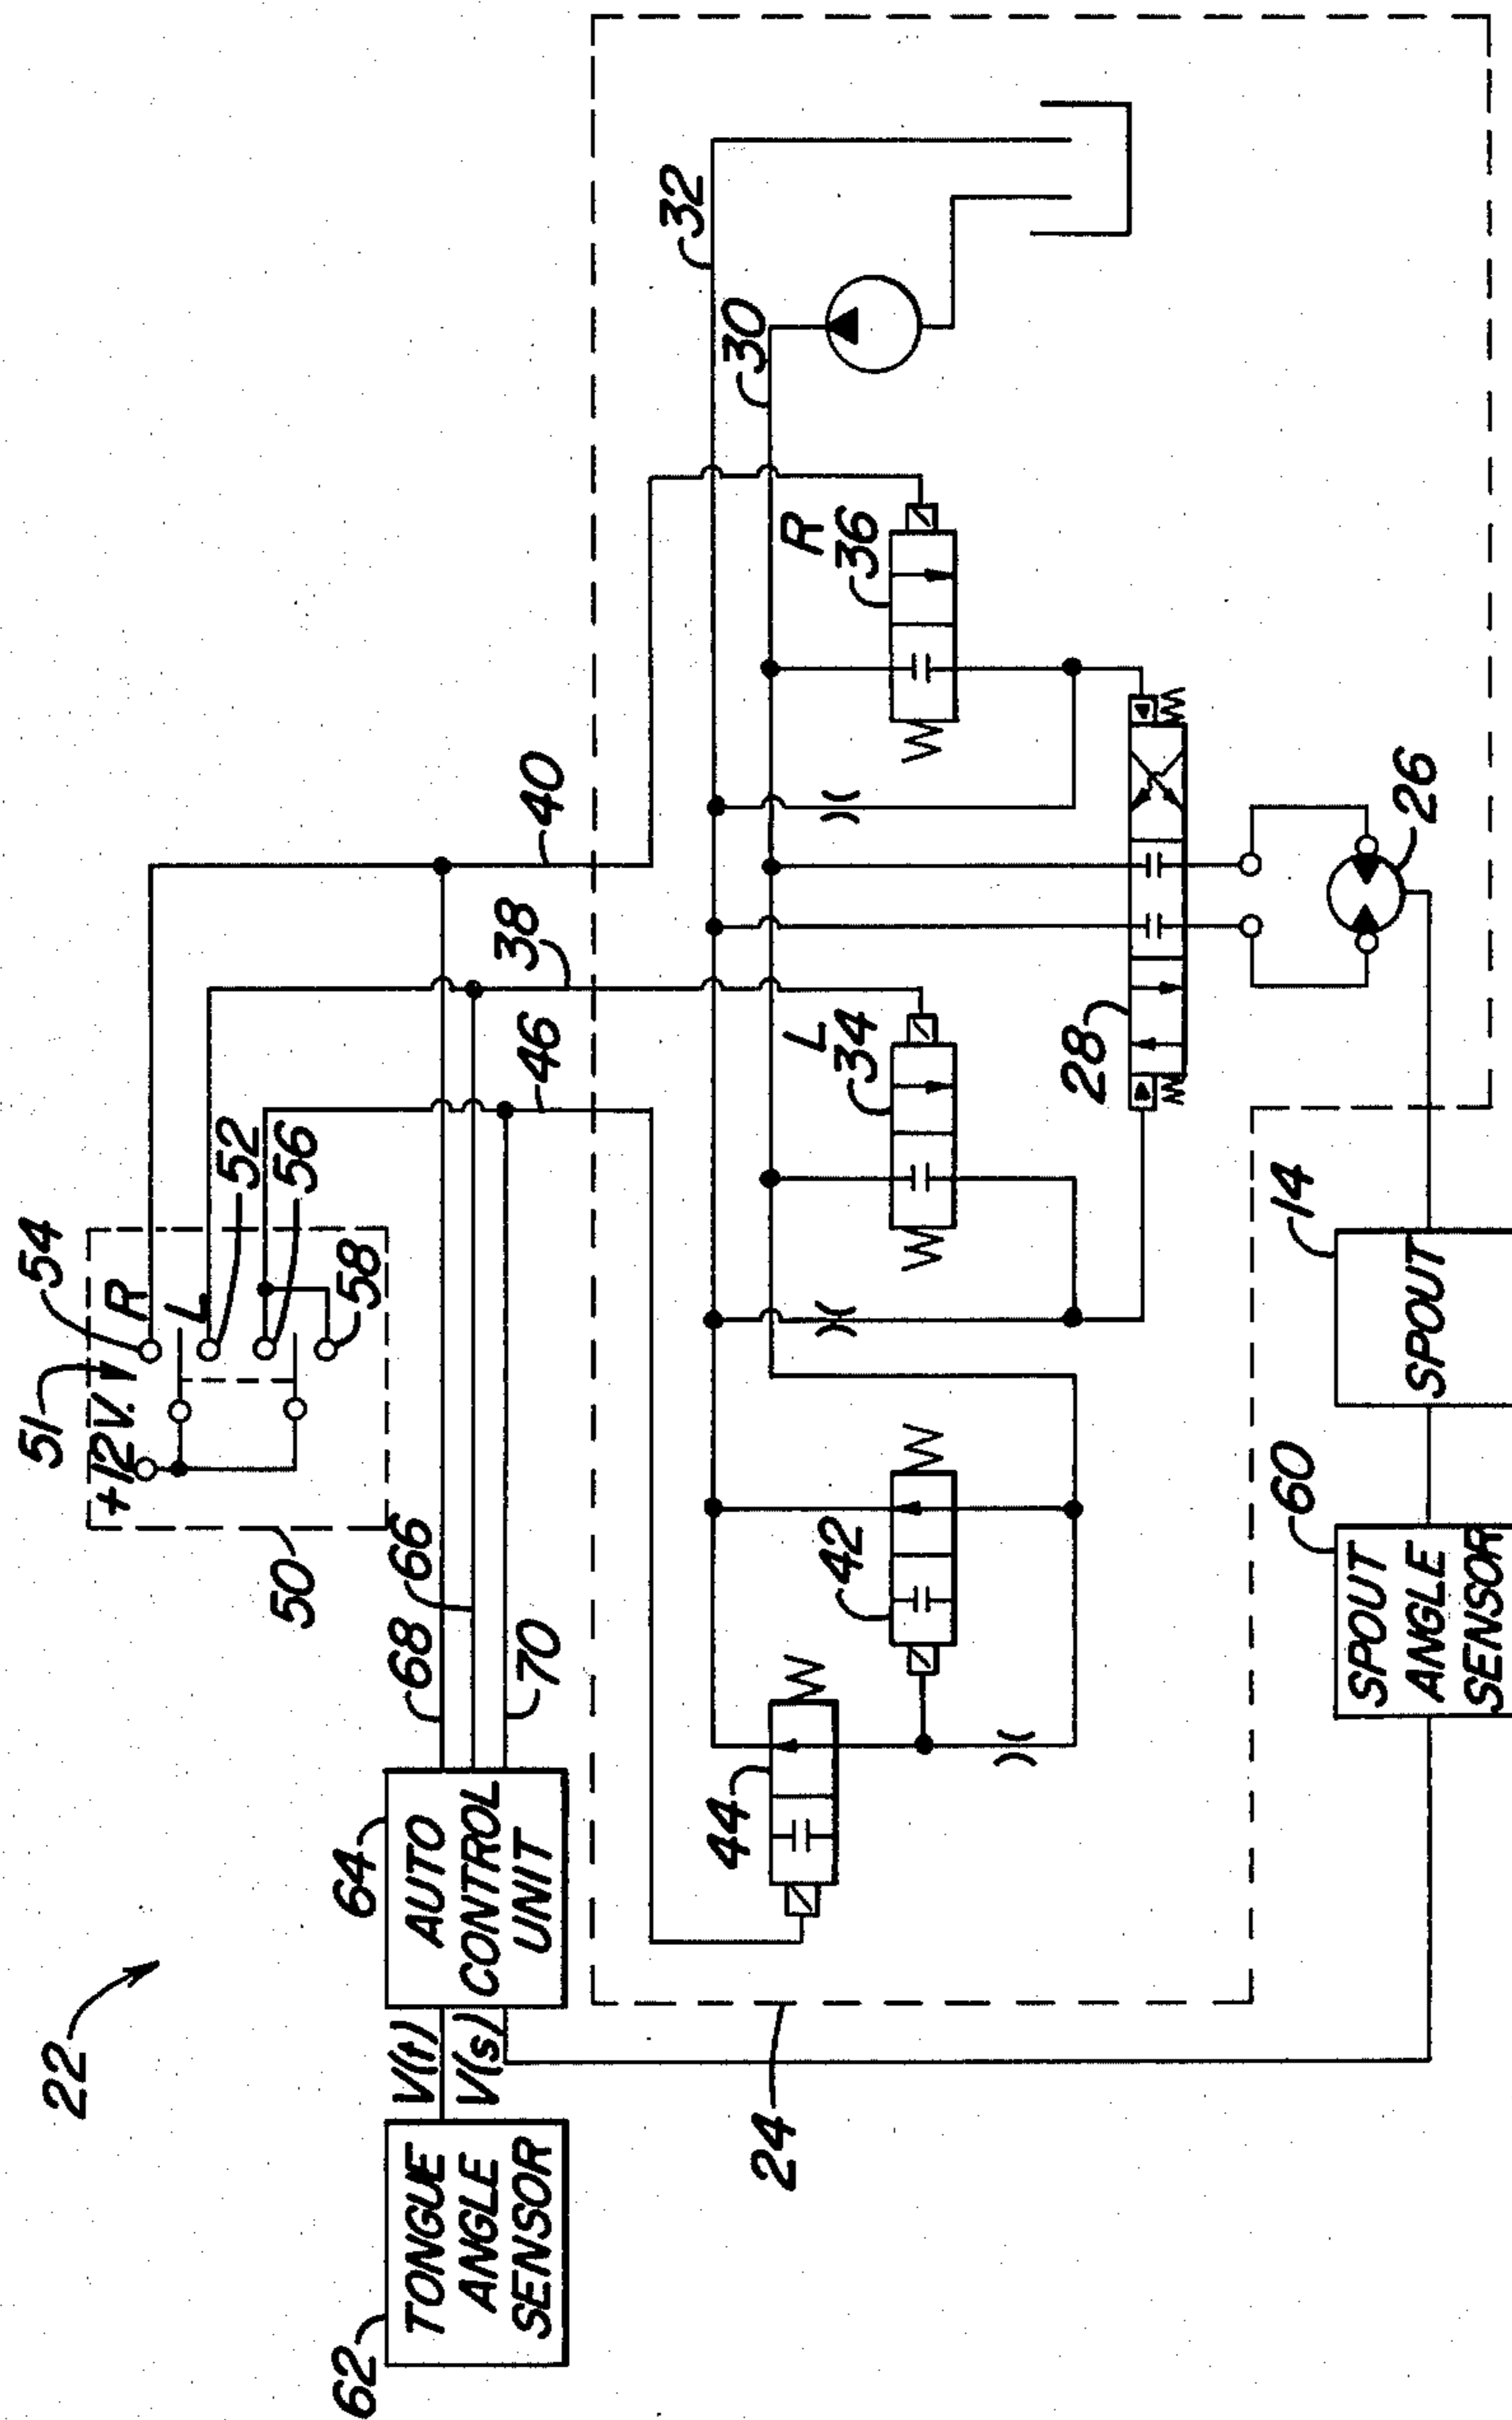 22
62
TONGUE
ANGLE
SENSOR
V(t)
V(s)
64
AUTO
CONTROL
UNIT
68
66
70
50
51
+12V.
54
R
L
52
56
58
46
38
40
24
44
42
L
34
R
36
30
32
28
26
14
SPOUT
60
SPOUT
ANGLE
SENSOR